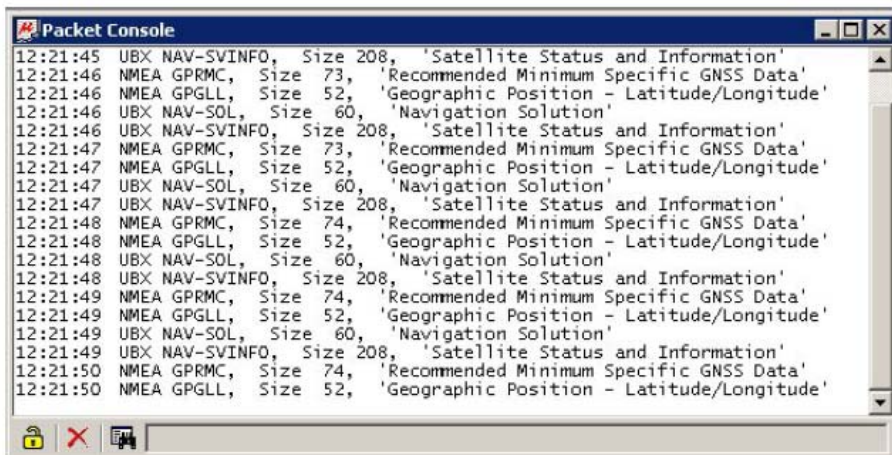 Packet Console
12:21:45 UBX NAV-SVINFO, Size 208, 'Satellite Status and Information'
12:21:46 NMEA GPRMC, Size 73, 'Recommended Minimum Specific GNSS Data'
12:21:46 NMEA GPGLL, Size 52, 'Geographic Position - Latitude/Longitude'
12:21:46 UBX NAV-SOL, Size 60, 'Navigation Solution'
12:21:46 UBX NAV-SVINFO, Size 208, 'Satellite Status and Information'
12:21:47 NMEA GPRMC, Size 73, 'Recommended Minimum Specific GNSS Data'
12:21:47 NMEA GPGLL, Size 52, 'Geographic Position - Latitude/Longitude'
12:21:47 UBX NAV-SOL, Size 60, 'Navigation Solution'
12:21:47 UBX NAV-SVINFO, Size 208, 'Satellite Status and Information'
12:21:48 NMEA GPRMC, Size 74, 'Recommended Minimum Specific GNSS Data'
12:21:48 NMEA GPGLL, Size 52, 'Geographic Position - Latitude/Longitude'
12:21:48 UBX NAV-SOL, Size 60, 'Navigation Solution'
12:21:48 UBX NAV-SVINFO, Size 208, 'Satellite Status and Information'
12:21:49 NMEA GPRMC, Size 74, 'Recommended Minimum Specific GNSS Data'
12:21:49 NMEA GPGLL, Size 52, 'Geographic Position - Latitude/Longitude'
12:21:49 UBX NAV-SOL, Size 60, 'Navigation Solution'
12:21:49 UBX NAV-SVINFO, Size 208, 'Satellite Status and Information'
12:21:50 NMEA GPRMC, Size 74, 'Recommended Minimum Specific GNSS Data'
12:21:50 NMEA GPGLL, Size 52, 'Geographic Position - Latitude/Longitude'